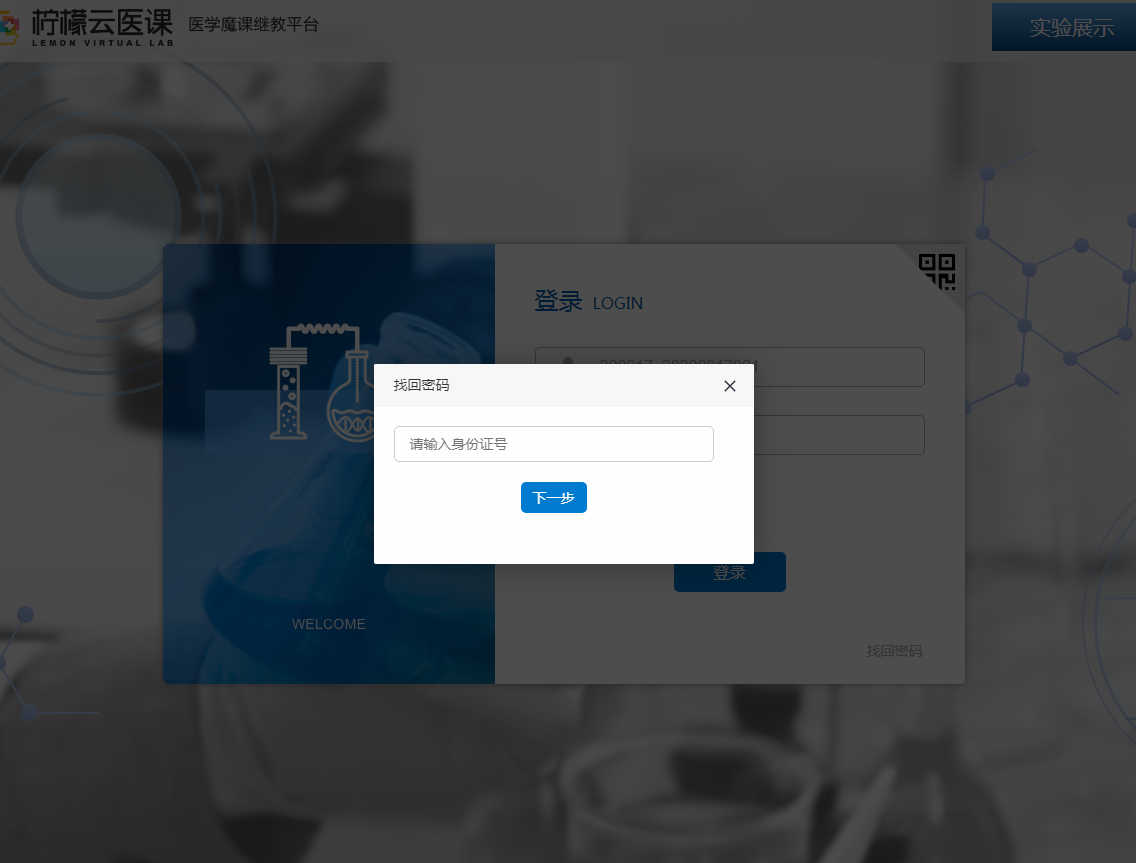 柠檬云医课 医学魔课继教平台
LEMON VIRTUAL LAB
实验展示
登录 LOGIN
找回密码
请输入身份证号
下一步
登录
WELCOME
找回密码